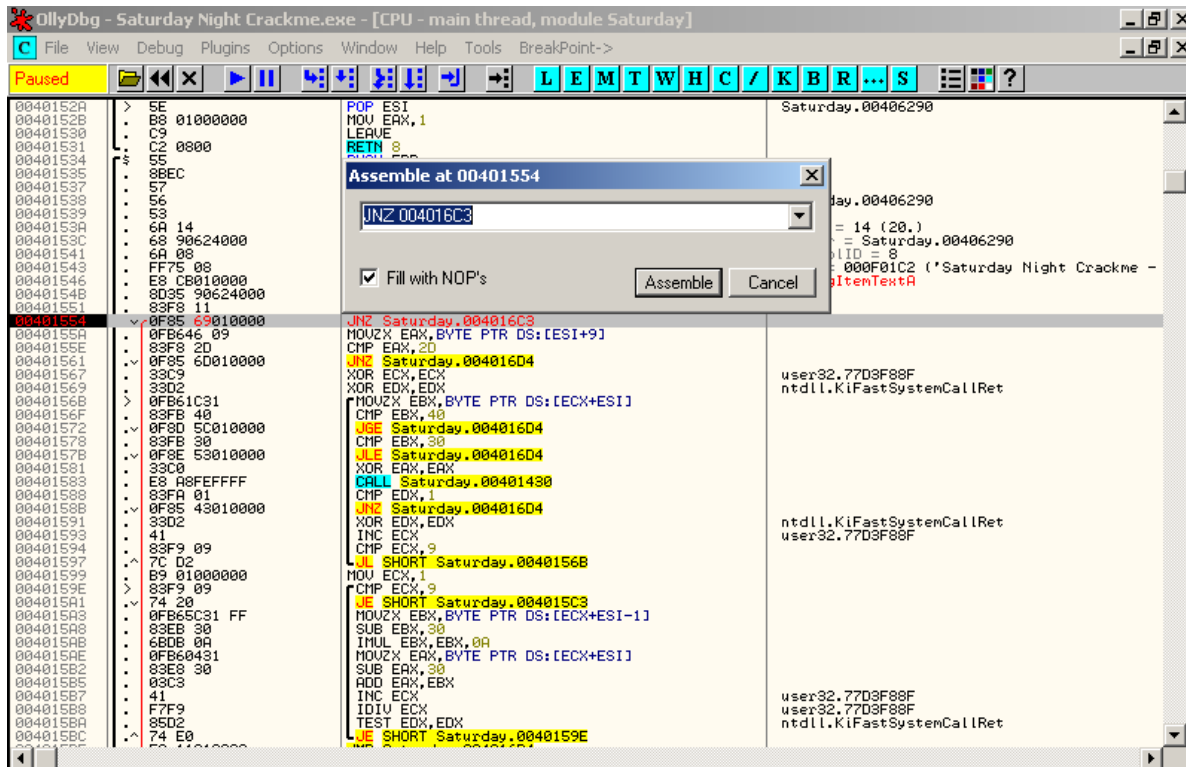 OllyDbg - Saturday Night Crackme.exe - [CPU - main thread, module Saturday]
C File View Debug Plugins Options Window Help Tools BreakPoint->
Paused L E M T W H C / K B R ... S ?
0040152A > 5E POP ESI Saturday.00406290
0040152B . B8 01000000 MOV EAX,1
00401530 . C9 LEAVE
00401531 . C2 0800 RETN 8
00401534 $ 55
00401535 . 8BEC
00401537 . 57
00401538 . 56 day.00406290
00401539 . 53
0040153A . 6A 14 = 14 (20.)
0040153C . 68 90624000 = Saturday.00406290
00401541 . 6A 08 lID = 8
00401543 . FF75 08 = 000F01C2 ('Saturday Night Crackme -
00401546 . E8 CB010000 gItemTextA
0040154B . 8D35 90624000
00401551 . 83F8 11
Assemble at 00401554
JNZ 004016C3
Fill with NOP's
Assemble Cancel
00401554 0F85 69010000 JNZ Saturday.004016C3
0040155A . 0FB646 09 MOVZX EAX,BYTE PTR DS:[ESI+9]
0040155E . 83F8 2D CMP EAX,2D
00401561 . 0F85 6D010000 JNZ Saturday.004016D4
00401567 . 33C9 XOR ECX,ECX user32.77D3F88F
00401569 . 33D2 XOR EDX,EDX ntdll.KiFastSystemCallRet
0040156B > 0FB61C31 MOVZX EBX,BYTE PTR DS:[ECX+ESI]
0040156F . 83FB 40 CMP EBX,40
00401572 . 0F8D 5C010000 JGE Saturday.004016D4
00401578 . 83FB 30 CMP EBX,30
0040157B . 0F8E 53010000 JLE Saturday.004016D4
00401581 . 33C0 XOR EAX,EAX
00401583 . E8 A8FEFFFF CALL Saturday.00401430
00401588 . 83FA 01 CMP EDX,1
0040158B . 0F85 43010000 JNZ Saturday.004016D4
00401591 . 33D2 XOR EDX,EDX ntdll.KiFastSystemCallRet
00401593 . 41 INC ECX user32.77D3F88F
00401594 . 83F9 09 CMP ECX,9
00401597 .^ 7C D2 JL SHORT Saturday.0040156B
00401599 . B9 01000000 MOV ECX,1
0040159E > 83F9 09 CMP ECX,9
004015A1 . 74 20 JE SHORT Saturday.004015C3
004015A3 . 0FB65C31 FF MOVZX EBX,BYTE PTR DS:[ECX+ESI-1]
004015A8 . 83EB 30 SUB EBX,30
004015AB . 6BDB 0A IMUL EBX,EBX,0A
004015AE . 0FB60431 MOVZX EAX,BYTE PTR DS:[ECX+ESI]
004015B2 . 83E8 30 SUB EAX,30
004015B5 . 03C3 ADD EAX,EBX
004015B7 . 41 INC ECX user32.77D3F88F
004015B8 . F7F9 IDIV ECX user32.77D3F88F
004015BA . 85D2 TEST EDX,EDX ntdll.KiFastSystemCallRet
004015BC .^ 74 E0 JE SHORT Saturday.0040159E